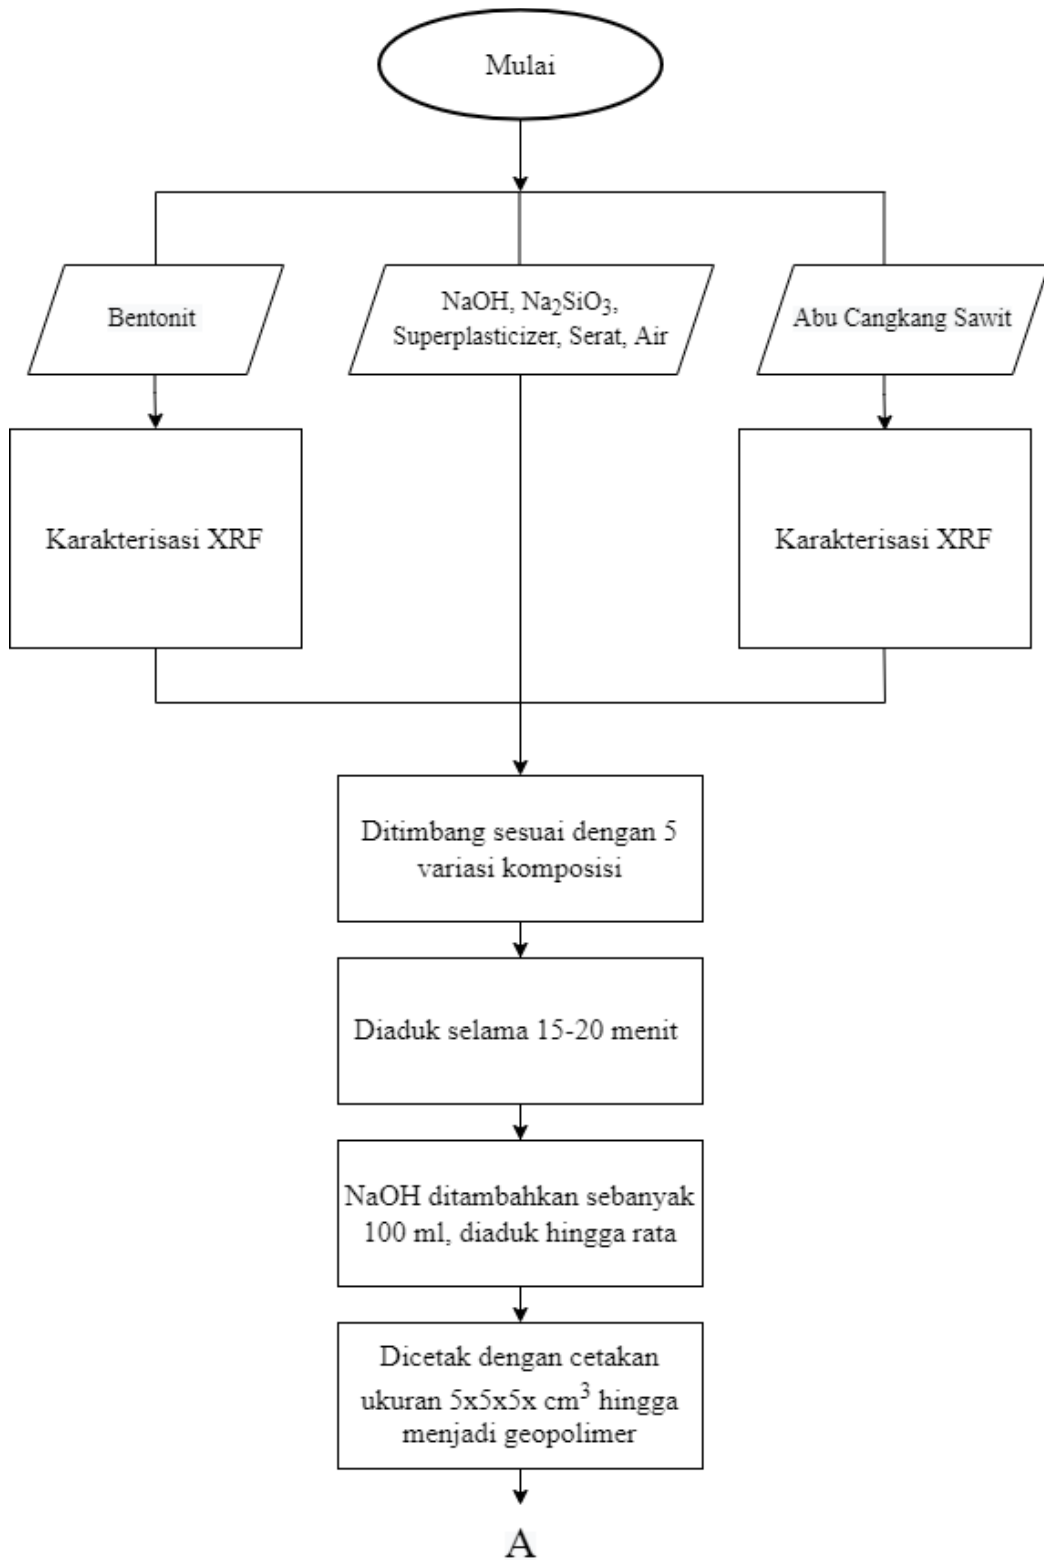 Mulai
Bentonit
NaOH, Na₂SiO₃,
Superplasticizer, Serat, Air
Abu Cangkang Sawit
Karakterisasi XRF
Karakterisasi XRF
Ditimbang sesuai dengan 5
variasi komposisi
Diaduk selama 15-20 menit
NaOH ditambahkan sebanyak
100 ml, diaduk hingga rata
Dicetak dengan cetakan
ukuran 5x5x5x cm³ hingga
menjadi geopolimer
A